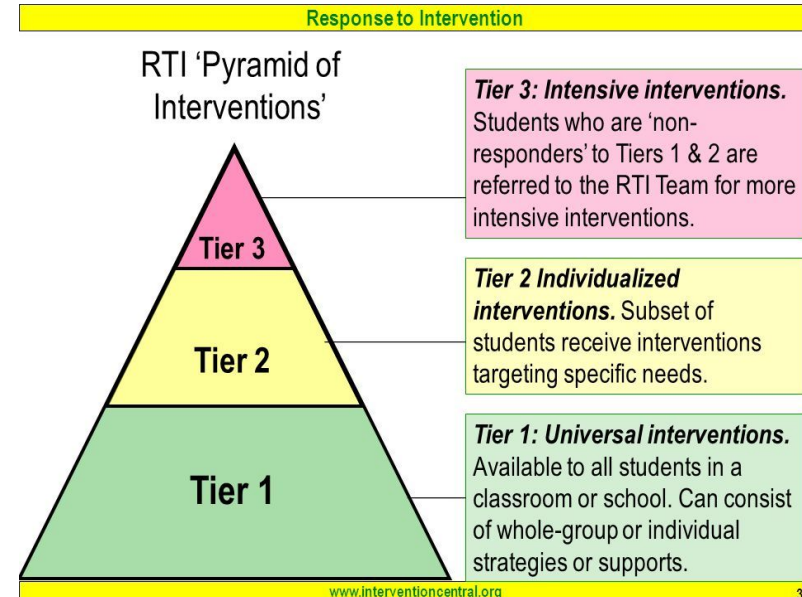 Response to Intervention
RTI ‘Pyramid of
Interventions’
Tier 3
Tier 2
Tier 1
Tier 3: Intensive interventions.
Students who are ‘non-
responders’ to Tiers 1 & 2 are
referred to the RTI Team for more
intensive interventions.
Tier 2 Individualized
interventions. Subset of
students receive interventions
targeting specific needs.
Tier 1: Universal interventions.
Available to all students in a
classroom or school. Can consist
of whole-group or individual
strategies or supports.
www.interventioncentral.org
3